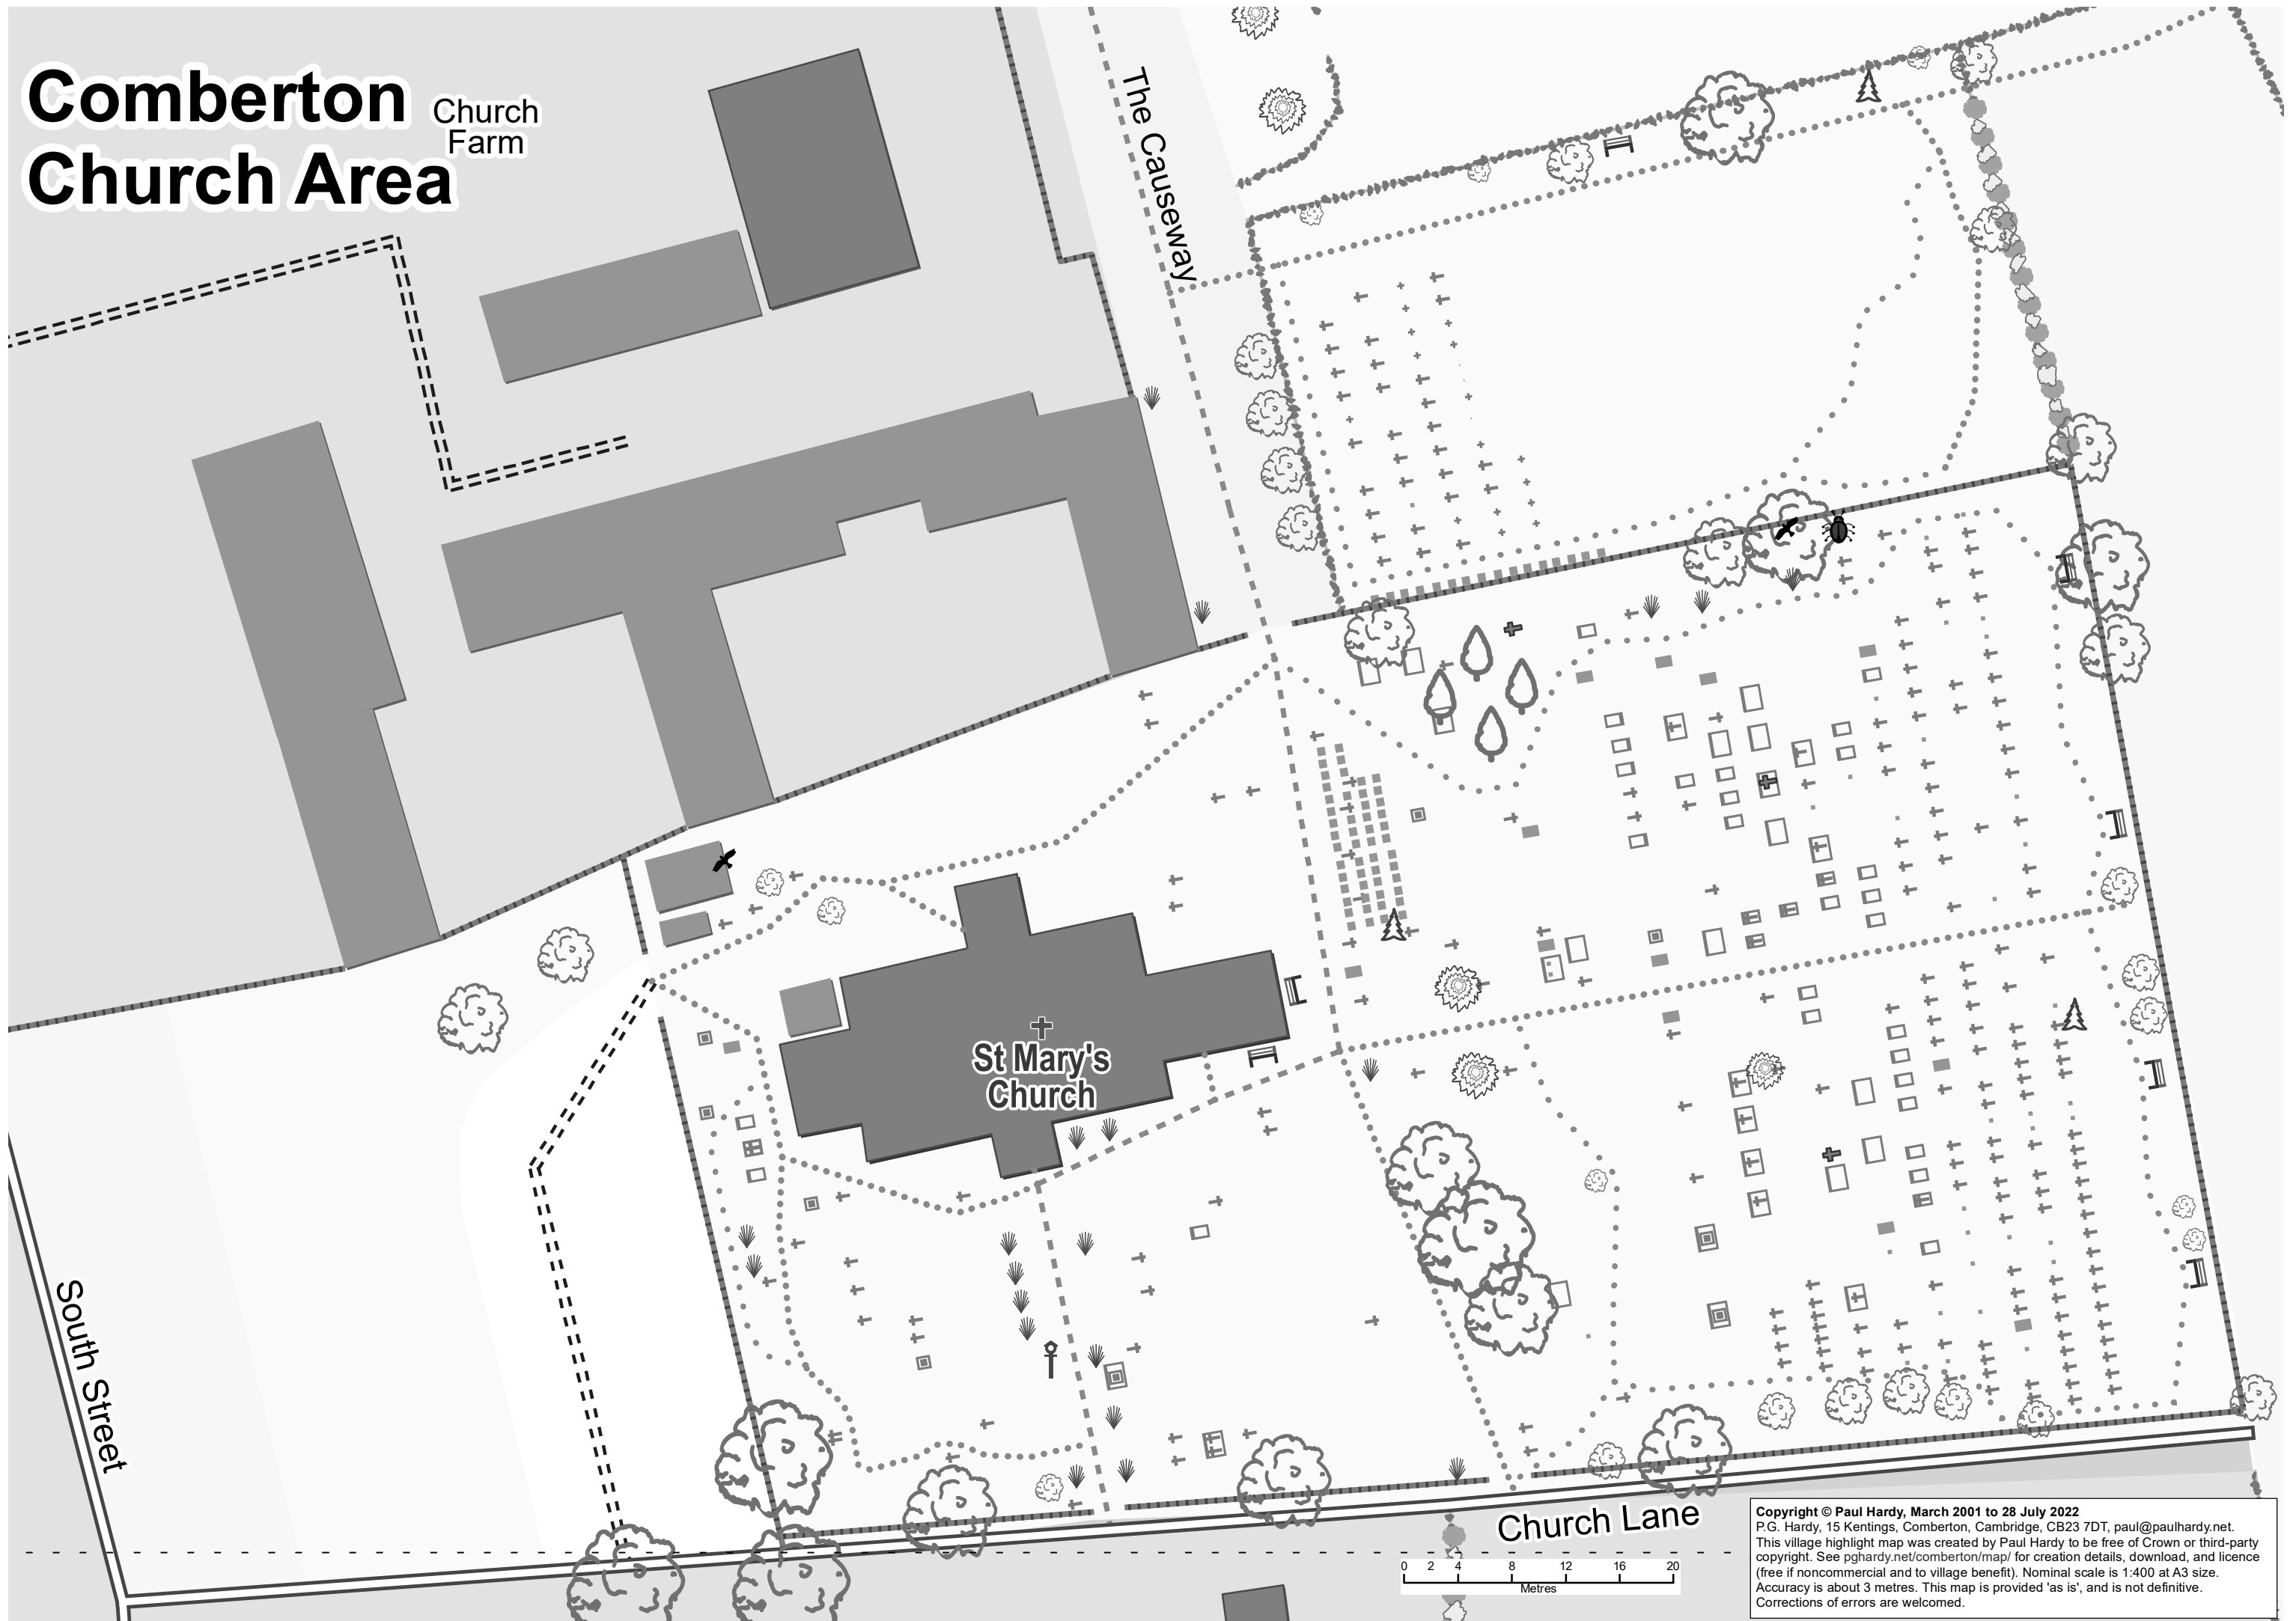 Comberton
Church Area
Church
Farm
The Causeway
St Mary's
Church
South Street
Church Lane
0 2 4 8 12 16 20
Metres
Copyright © Paul Hardy, March 2001 to 28 July 2022
P.G. Hardy, 15 Kentings, Comberton, Cambridge, CB23 7DT, paul@paulhardy.net.
This village highlight map was created by Paul Hardy to be free of Crown or third-party
copyright. See pghardy.net/comberton/map/ for creation details, download, and licence
(free if noncommercial and to village benefit). Nominal scale is 1:400 at A3 size.
Accuracy is about 3 metres. This map is provided 'as is', and is not definitive.
Corrections of errors are welcomed.